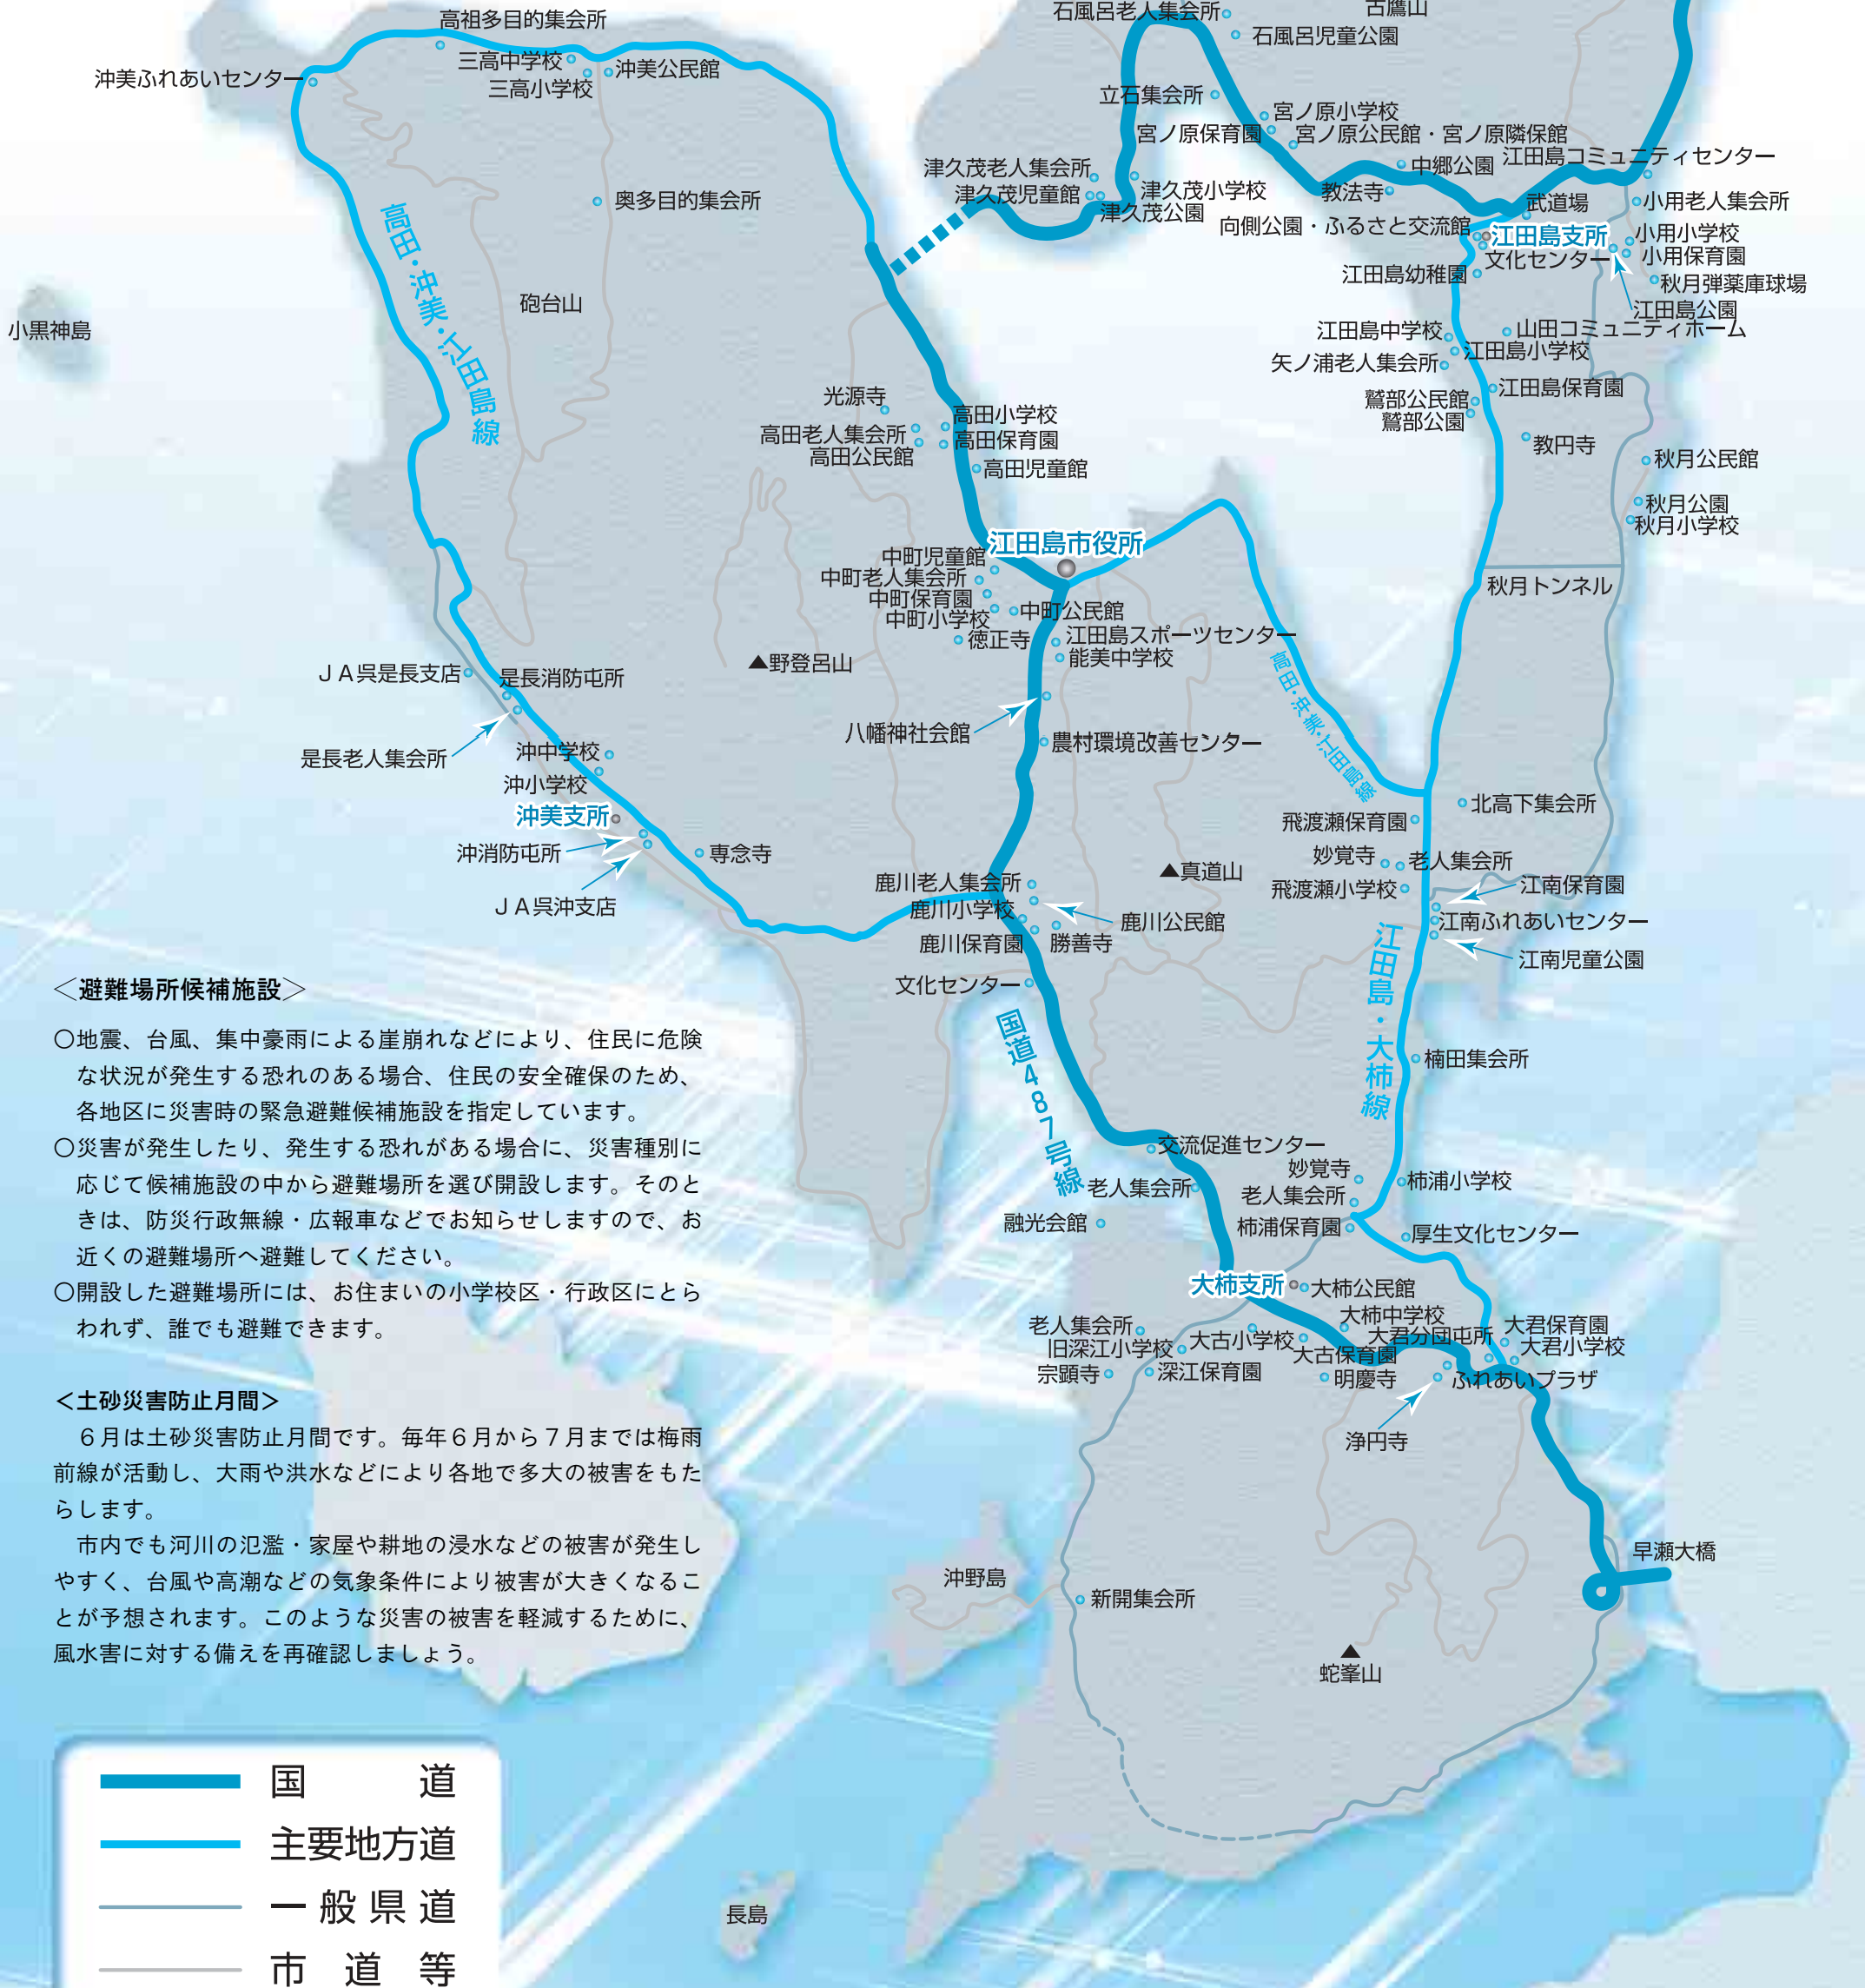 高祖多目的集会所
三高中学校
三高小学校
沖美公民館
沖美ふれあいセンター
奥多目的集会所
高田・沖美・江田島線
砲台山
小黒神島
石風呂老人集会所
古鷹山
石風呂児童公園
立石集会所
宮ノ原小学校
宮ノ原保育園
宮ノ原公民館・宮ノ原隣保館
中郷公園
江田島コミュニティセンター
津久茂老人集会所
津久茂児童館
津久茂小学校
津久茂公園
教法寺
武道場
小用老人集会所
向側公園・ふるさと交流館
江田島支所
小用小学校
文化センター
小用保育園
江田島幼稚園
秋月弾薬庫球場
江田島公園
江田島中学校
山田コミュニティホーム
江田島小学校
矢ノ浦老人集会所
江田島保育園
鷲部公民館
鷲部公園
教円寺
秋月公民館
秋月公園
秋月小学校
秋月トンネル
光源寺
高田小学校
高田老人集会所
高田保育園
高田公民館
高田児童館
江田島市役所
中町児童館
中町老人集会所
中町保育園
中町小学校
中町公民館
徳正寺
江田島スポーツセンター
能美中学校
野登呂山
高田・沖美・江田島線
八幡神社会館
農村環境改善センター
ＪＡ呉是長支店
是長消防屯所
是長老人集会所
沖中学校
沖小学校
沖美支所
沖消防屯所
専念寺
ＪＡ呉沖支店
北高下集会所
飛渡瀬保育園
妙覚寺
老人集会所
飛渡瀬小学校
江南保育園
江南ふれあいセンター
江南児童公園
真道山
鹿川老人集会所
鹿川小学校
鹿川公民館
鹿川保育園
勝善寺
文化センター
国道487号線
江田島・大柿線
楠田集会所
交流促進センター
老人集会所
融光会館
妙覚寺
老人集会所
柿浦小学校
柿浦保育園
厚生文化センター
大柿支所
大柿公民館
大柿中学校
老人集会所
旧深江小学校
大古小学校
大君分団屯所
大君保育園
大君小学校
宗顕寺
深江保育園
大古保育園
明慶寺
ふれあいプラザ
浄円寺
早瀬大橋
沖野島
新開集会所
蛇峯山
長島
＜避難場所候補施設＞
○地震、台風、集中豪雨による崖崩れなどにより、住民に危険
な状況が発生する恐れのある場合、住民の安全確保のため、
各地区に災害時の緊急避難候補施設を指定しています。
○災害が発生したり、発生する恐れがある場合に、災害種別に
応じて候補施設の中から避難場所を選び開設します。そのと
きは、防災行政無線・広報車などでお知らせしますので、お
近くの避難場所へ避難してください。
○開設した避難場所には、お住まいの小学校区・行政区にとら
われず、誰でも避難できます。
＜土砂災害防止月間＞
６月は土砂災害防止月間です。毎年６月から７月までは梅雨
前線が活動し、大雨や洪水などにより各地で多大の被害をもた
らします。
市内でも河川の氾濫・家屋や耕地の浸水などの被害が発生し
やすく、台風や高潮などの気象条件により被害が大きくなるこ
とが予想されます。このような災害の被害を軽減するために、
風水害に対する備えを再確認しましょう。
国道
主要地方道
一般県道
市道等